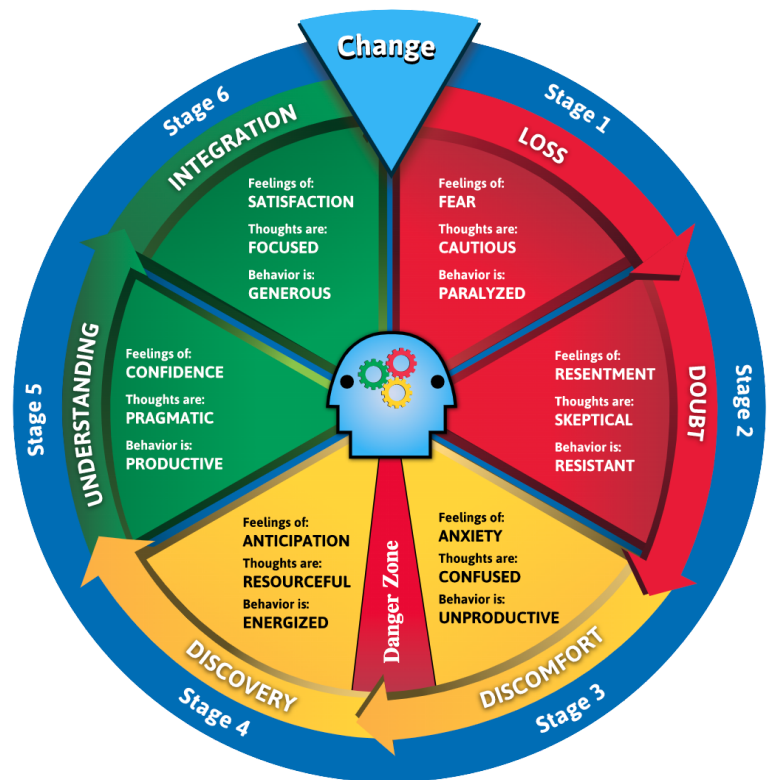 Change
Stage 1
LOSS
Feelings of:
FEAR
Thoughts are:
CAUTIOUS
Behavior is:
PARALYZED
Stage 2
DOUBT
Feelings of:
RESENTMENT
Thoughts are:
SKEPTICAL
Behavior is:
RESISTANT
Stage 3
DISCOMFORT
Feelings of:
ANXIETY
Thoughts are:
CONFUSED
Behavior is:
UNPRODUCTIVE
Danger Zone
Stage 4
DISCOVERY
Feelings of:
ANTICIPATION
Thoughts are:
RESOURCEFUL
Behavior is:
ENERGIZED
Stage 5
UNDERSTANDING
Feelings of:
CONFIDENCE
Thoughts are:
PRAGMATIC
Behavior is:
PRODUCTIVE
Stage 6
INTEGRATION
Feelings of:
SATISFACTION
Thoughts are:
FOCUSED
Behavior is:
GENEROUS